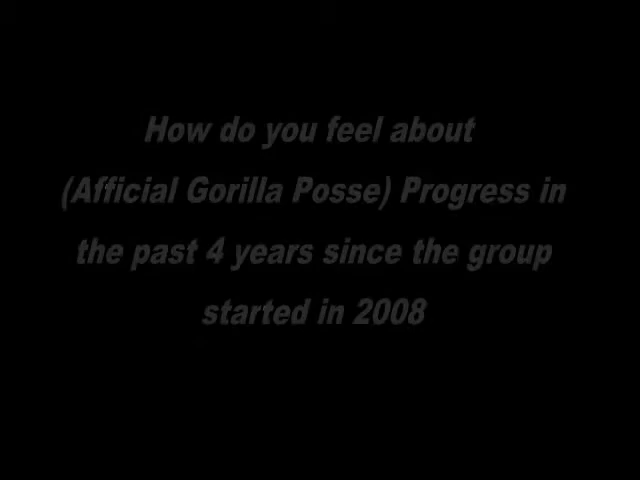 How do you feel about
(Afficial Gorilla Posse) Progress in
the past 4 years since the group
started in 2008